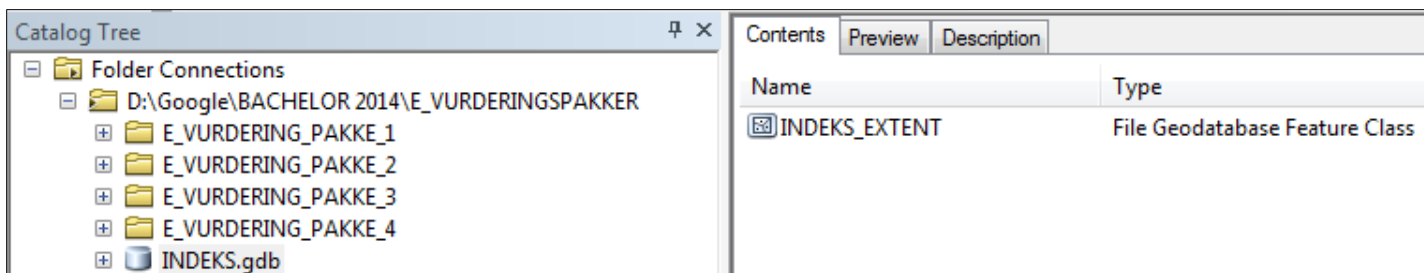 Catalog Tree
Folder Connections
D:\Google\BACHELOR 2014\E_VURDERINGSPAKKER
E_VURDERING_PAKKE_1
E_VURDERING_PAKKE_2
E_VURDERING_PAKKE_3
E_VURDERING_PAKKE_4
INDEKS.gdb
Contents Preview Description
Name Type
INDEKS_EXTENT File Geodatabase Feature Class